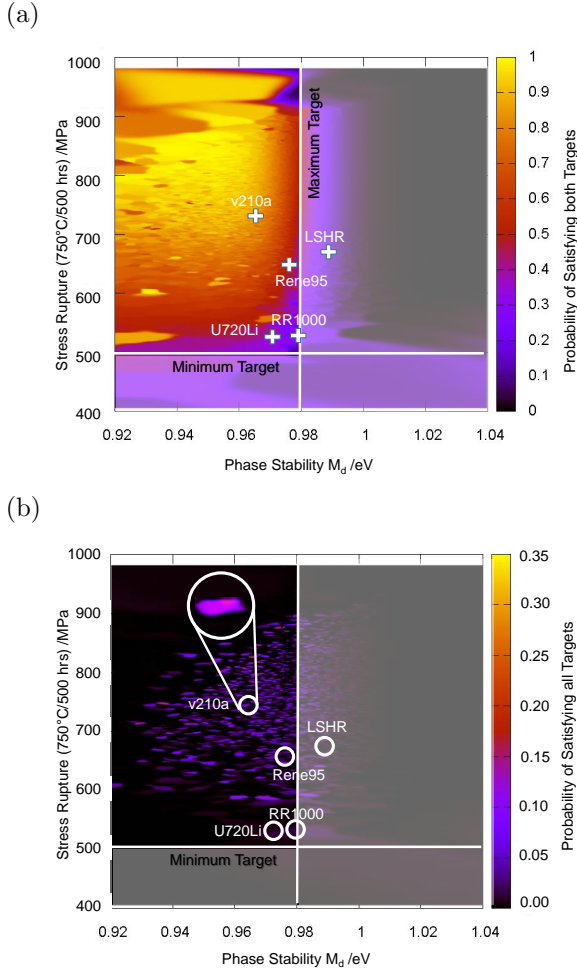 (a)
1000
900
800
700
600
500
400
Stress Rupture (750°C/500 hrs) /MPa
Maximum Target
v210a
LSHR
Rene95
RR1000
U720Li
Minimum Target
0.92 0.94 0.96 0.98 1 1.02 1.04
Phase Stability M_d /eV
1
0.9
0.8
0.7
0.6
0.5
0.4
0.3
0.2
0.1
0
Probability of Satisfying both Targets
(b)
1000
900
800
700
600
500
400
Stress Rupture (750°C/500 hrs) /MPa
v210a
LSHR
Rene95
RR1000
U720Li
Minimum Target
0.92 0.94 0.96 0.98 1 1.02 1.04
Phase Stability M_d /eV
0.35
0.30
0.25
0.20
0.15
0.10
0.05
0.00
Probability of Satisfying all Targets